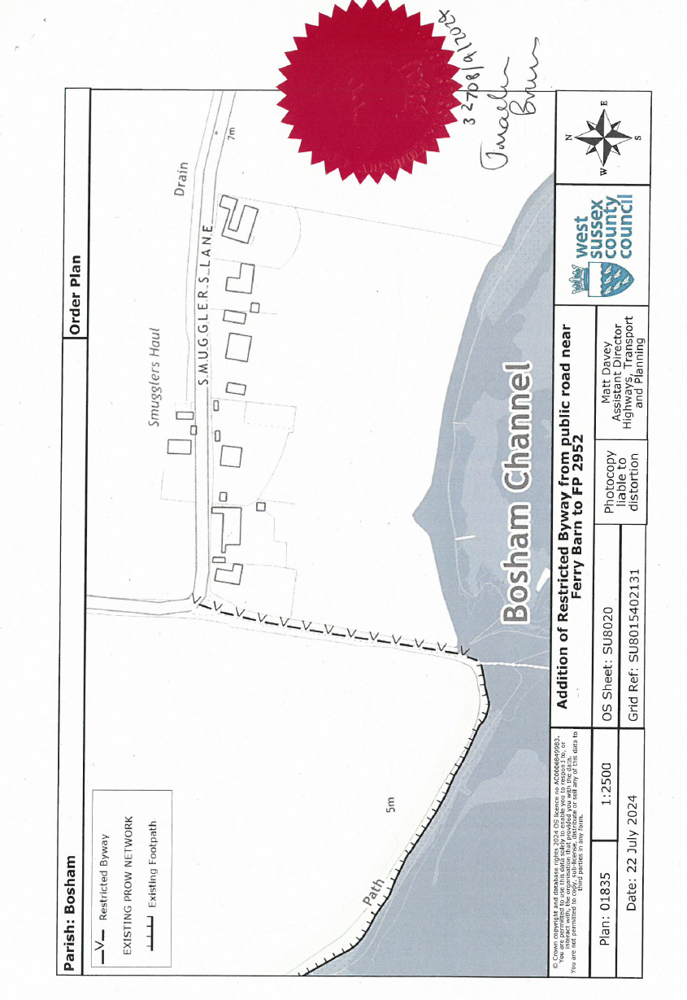 Parish: Bosham
Order Plan
Restricted Byway
EXISTING PROW NETWORK
Existing Footpath
Smugglers Haul
Drain
SMUGGLERS LANE
7m
5m
Path
Bosham Channel
32708/9/2024
© Crown copyright and database rights 2024 OS licence no AC0000849983.
You are permitted to use this data solely to enable you to respond to, or
interact with, the organisation that provided you with the data.
You are not permitted to copy, sub-license, distribute or sell any of this data to
third parties in any form.
Plan: 01835
1:2500
Date: 22 July 2024
Addition of Restricted Byway from public road near
Ferry Barn to FP 2952
OS Sheet: SU8020
Grid Ref: SU8015402131
Photocopy
liable to
distortion
Matt Davey
Assistant Director
Highways, Transport
and Planning
west
sussex
county
council
N
E
S
W